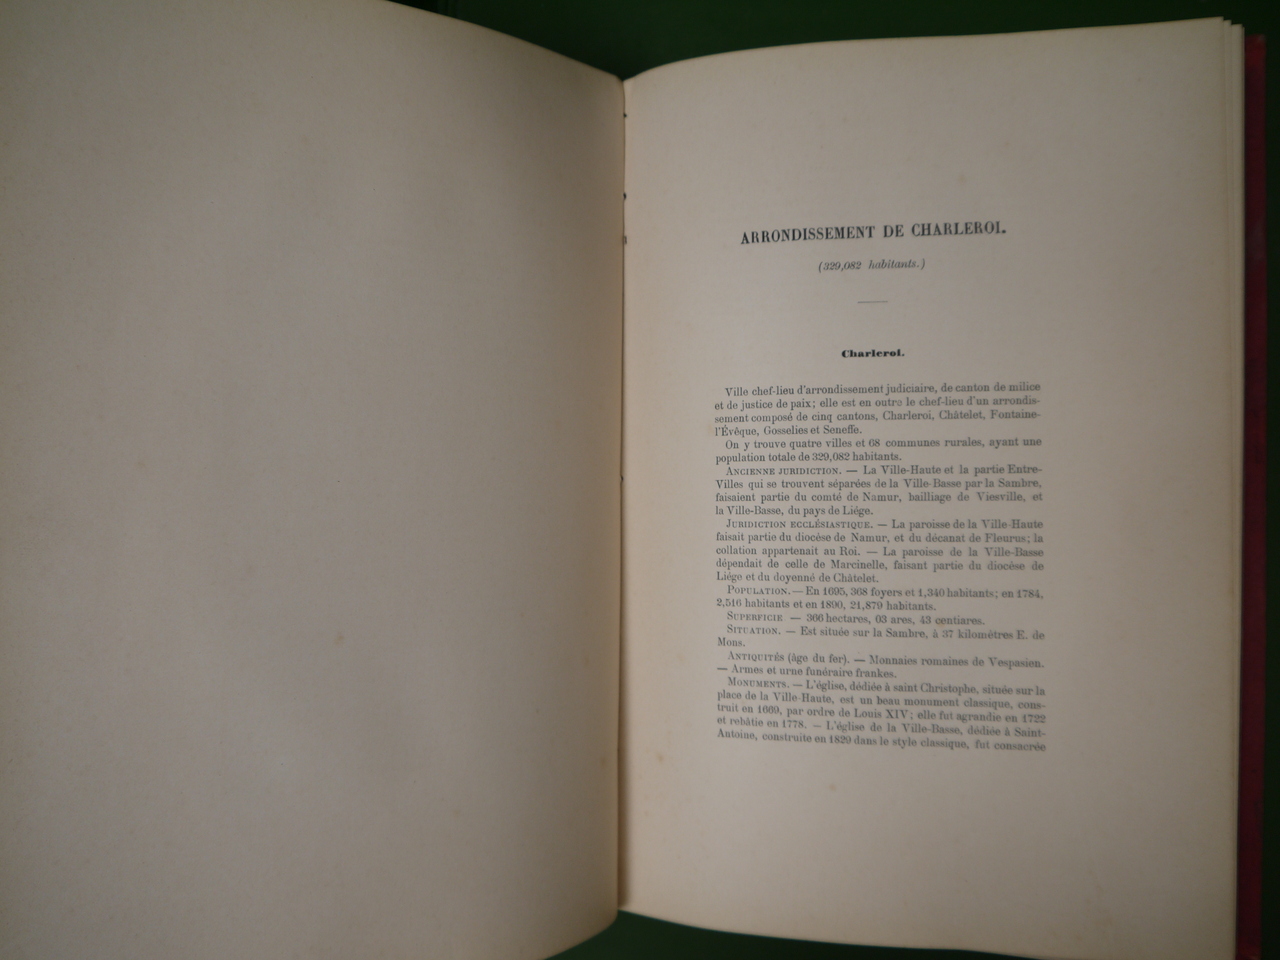 ARRONDISSEMENT DE CHARLEROI.
(329,082 habitants.)
Charleroi.
Ville chef-lieu d'arrondissement judiciaire, de canton de milice
et de justice de paix; elle est en outre le chef-lieu d'un arrondis-
sement composé de cinq cantons, Charleroi, Châtelet, Fontaine-
l'Évêque, Gosselies et Seneffe.
On y trouve quatre villes et 68 communes rurales, ayant une
population totale de 329,082 habitants.
ANCIENNE JURIDICTION. — La Ville-Haute et la partie Entre-
Villes qui se trouvent séparées de la Ville-Basse par la Sambre,
faisaient partie du comté de Namur, bailliage de Viesville, et
la Ville-Basse, du pays de Liége.
JURIDICTION ECCLÉSIASTIQUE. — La paroisse de la Ville-Haute
faisait partie du diocèse de Namur, et du décanat de Fleurus; la
collation appartenait au Roi. — La paroisse de la Ville-Basse
dépendait de celle de Marcinelle, faisant partie du diocèse de
Liége et du doyenné de Châtelet.
POPULATION. — En 1695, 368 foyers et 1,340 habitants; en 1784,
2,516 habitants et en 1890, 21,879 habitants.
SUPERFICIE — 366 hectares, 03 ares, 43 centiares.
SITUATION. — Est située sur la Sambre, à 37 kilomètres E. de
Mons.
ANTIQUITÉS (âge du fer). — Monnaies romaines de Vespasien.
— Armes et urne funéraire frankes.
MONUMENTS. — L'église, dédiée à saint Christophe, située sur la
place de la Ville-Haute, est un beau monument classique, cons-
truit en 1669, par ordre de Louis XIV; elle fut agrandie en 1722
et rebâtie en 1778. — L'église de la Ville-Basse, dédiée à Saint-
Antoine, construite en 1829 dans le style classique, fut consacrée